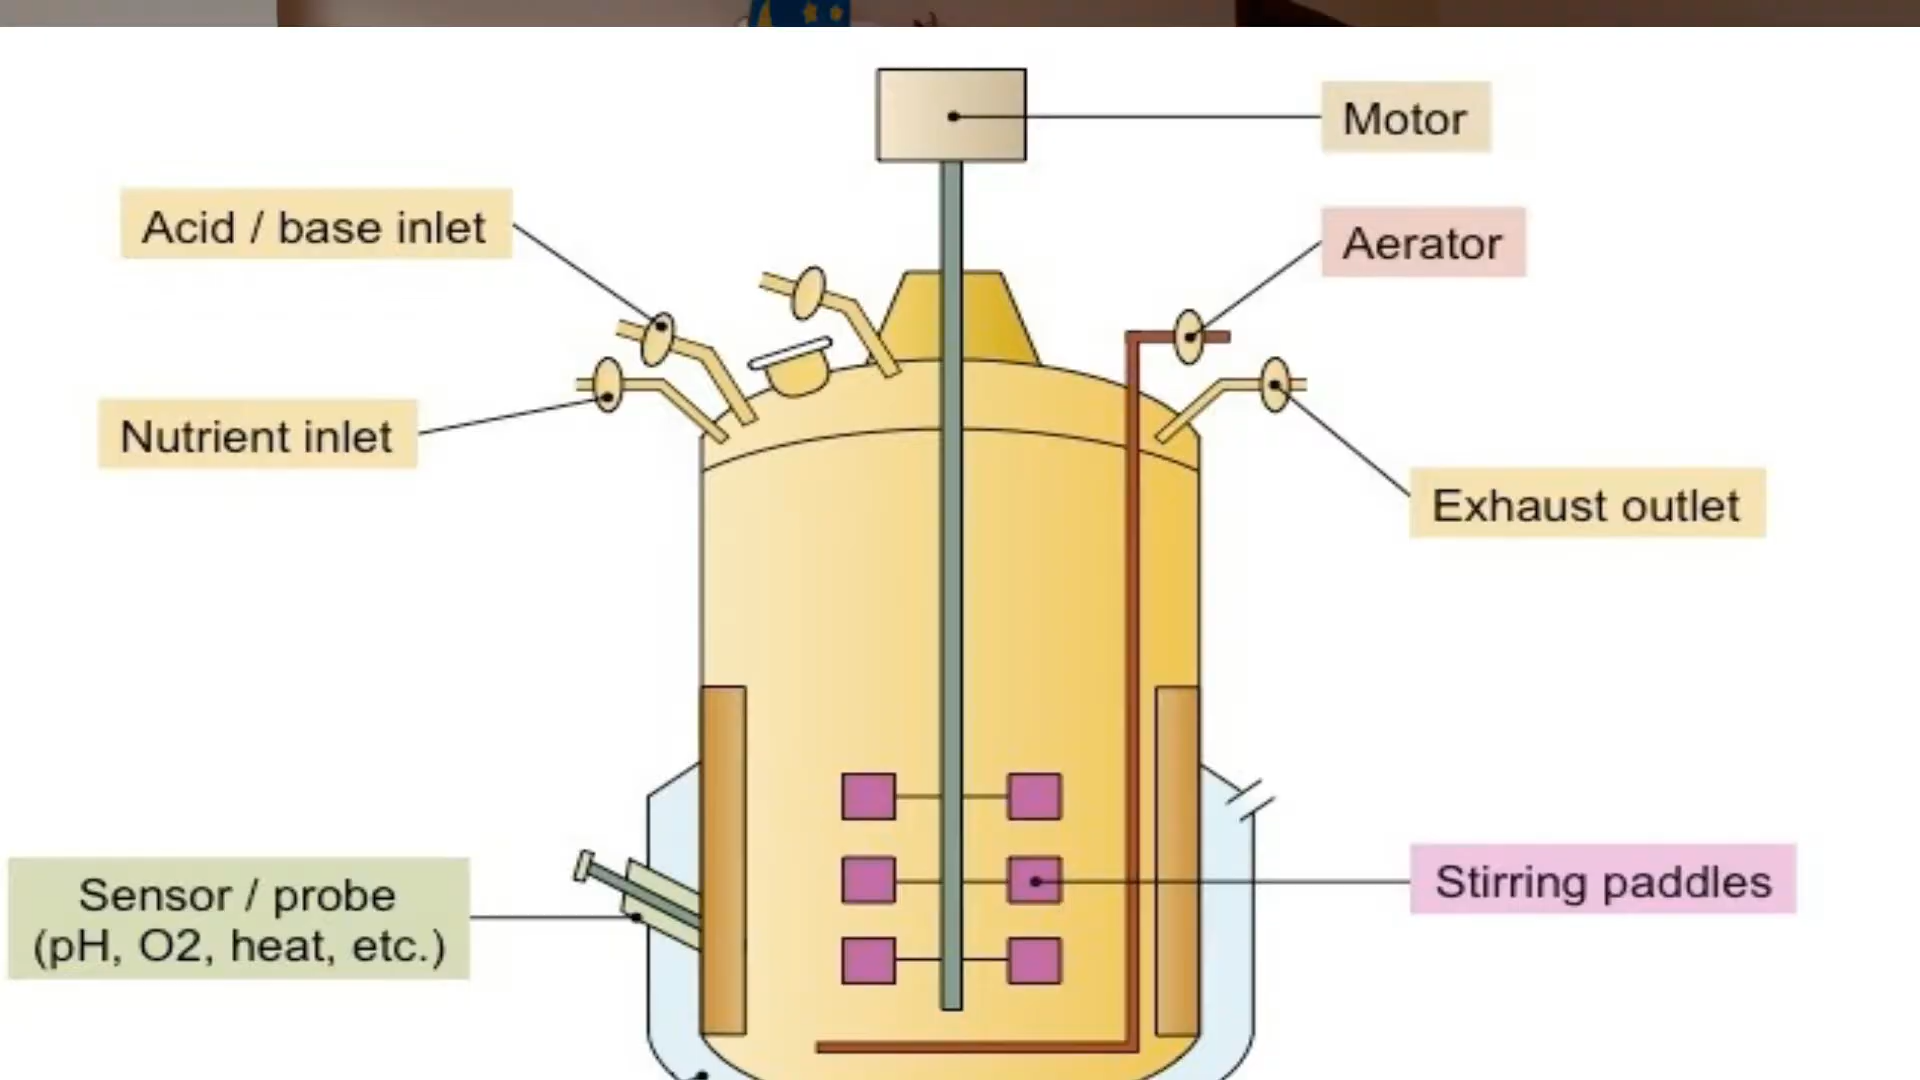 Motor
Acid / base inlet
Aerator
Nutrient inlet
Exhaust outlet
Stirring paddles
Sensor / probe
(pH, O2, heat, etc.)